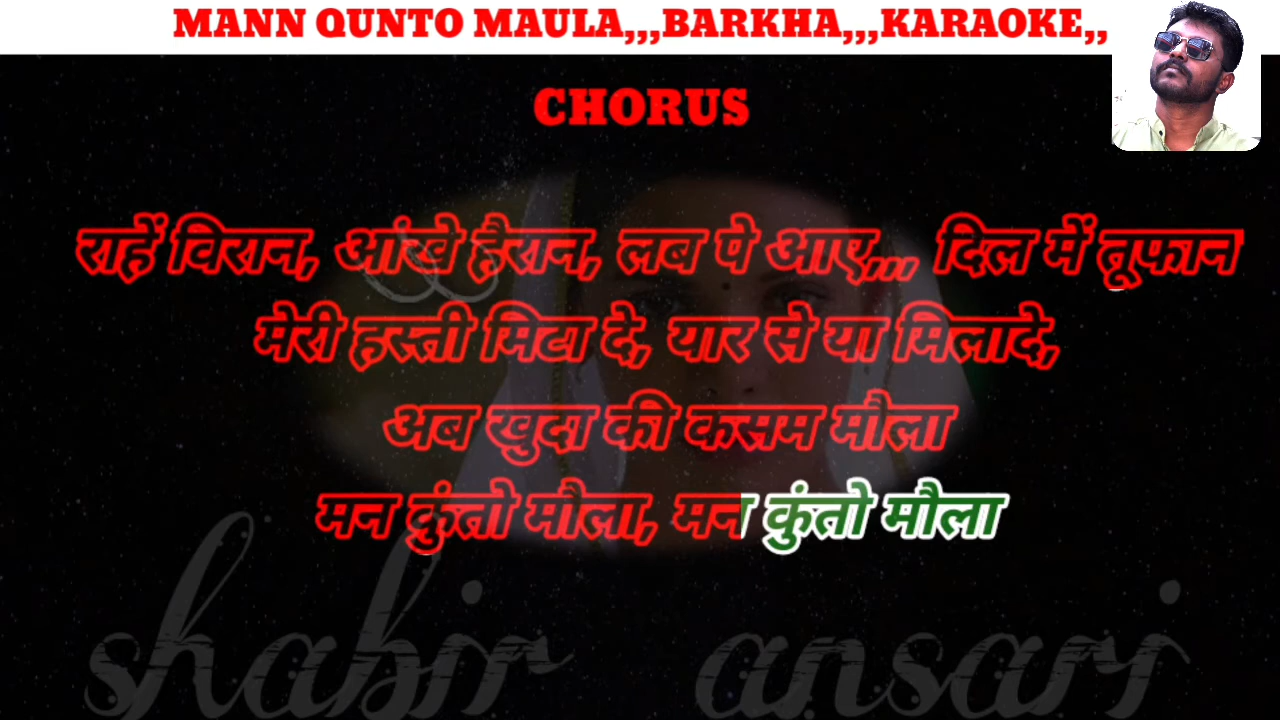 MANN QUNTO MAULA,,,BARKHA,,,KARAOKE,,
CHORUS
राहें विरान, आंखे हैरान, लब पे आए,,,, दिल में तूफान
मेरी हस्ती मिटा दे, यार से या मिलादे,
अब खुदा की कसम मौला
मन कुंतो मौला, मन कुंतो मौला
shabir ansari